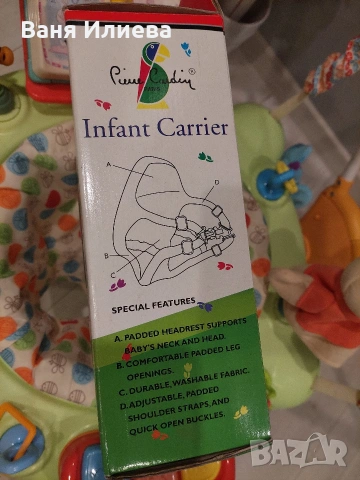 Ваня Илиева
Pierre Cardin®
PARIS
Infant Carrier
A
D
B
C
SPECIAL FEATURES
A. PADDED HEADREST SUPPORTS
BABY'S NECK AND HEAD.
B. COMFORTABLE PADDED LEG
OPENINGS.
C. DURABLE, WASHABLE FABRIC.
D. ADJUSTABLE, PADDED
SHOULDER STRAPS, AND
QUICK OPEN BUCKLES.
BAZAR